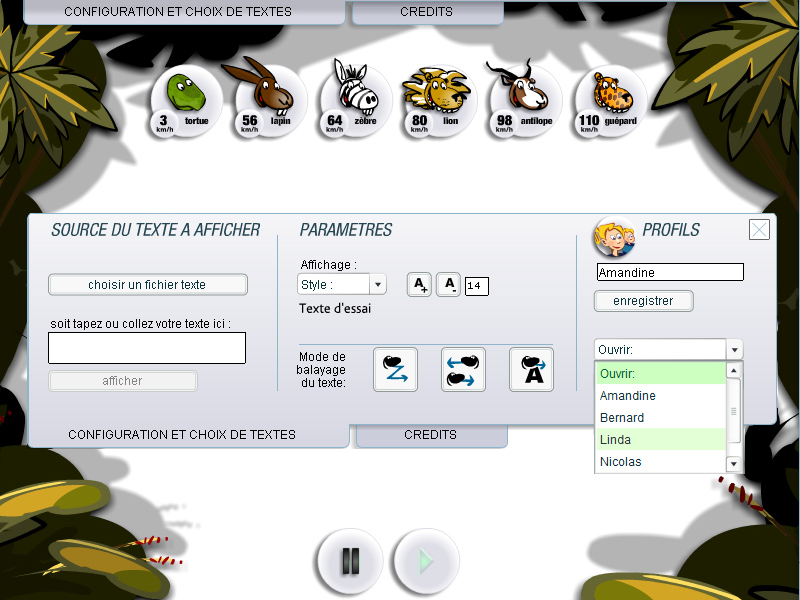 CONFIGURATION ET CHOIX DE TEXTES
CREDITS
3 km/h tortue
56 km/h lapin
64 km/h zèbre
80 km/h lion
98 km/h antilope
110 km/h guépard
SOURCE DU TEXTE A AFFICHER
PARAMETRES
PROFILS
choisir un fichier texte
soit tapez ou collez votre texte ici :
afficher
Affichage :
Style :
A+
A-
14
Texte d'essai
Mode de
balayage
du texte:
A
Amandine
enregistrer
Ouvrir:
Ouvrir:
Amandine
Bernard
Linda
Nicolas
CONFIGURATION ET CHOIX DE TEXTES
CREDITS